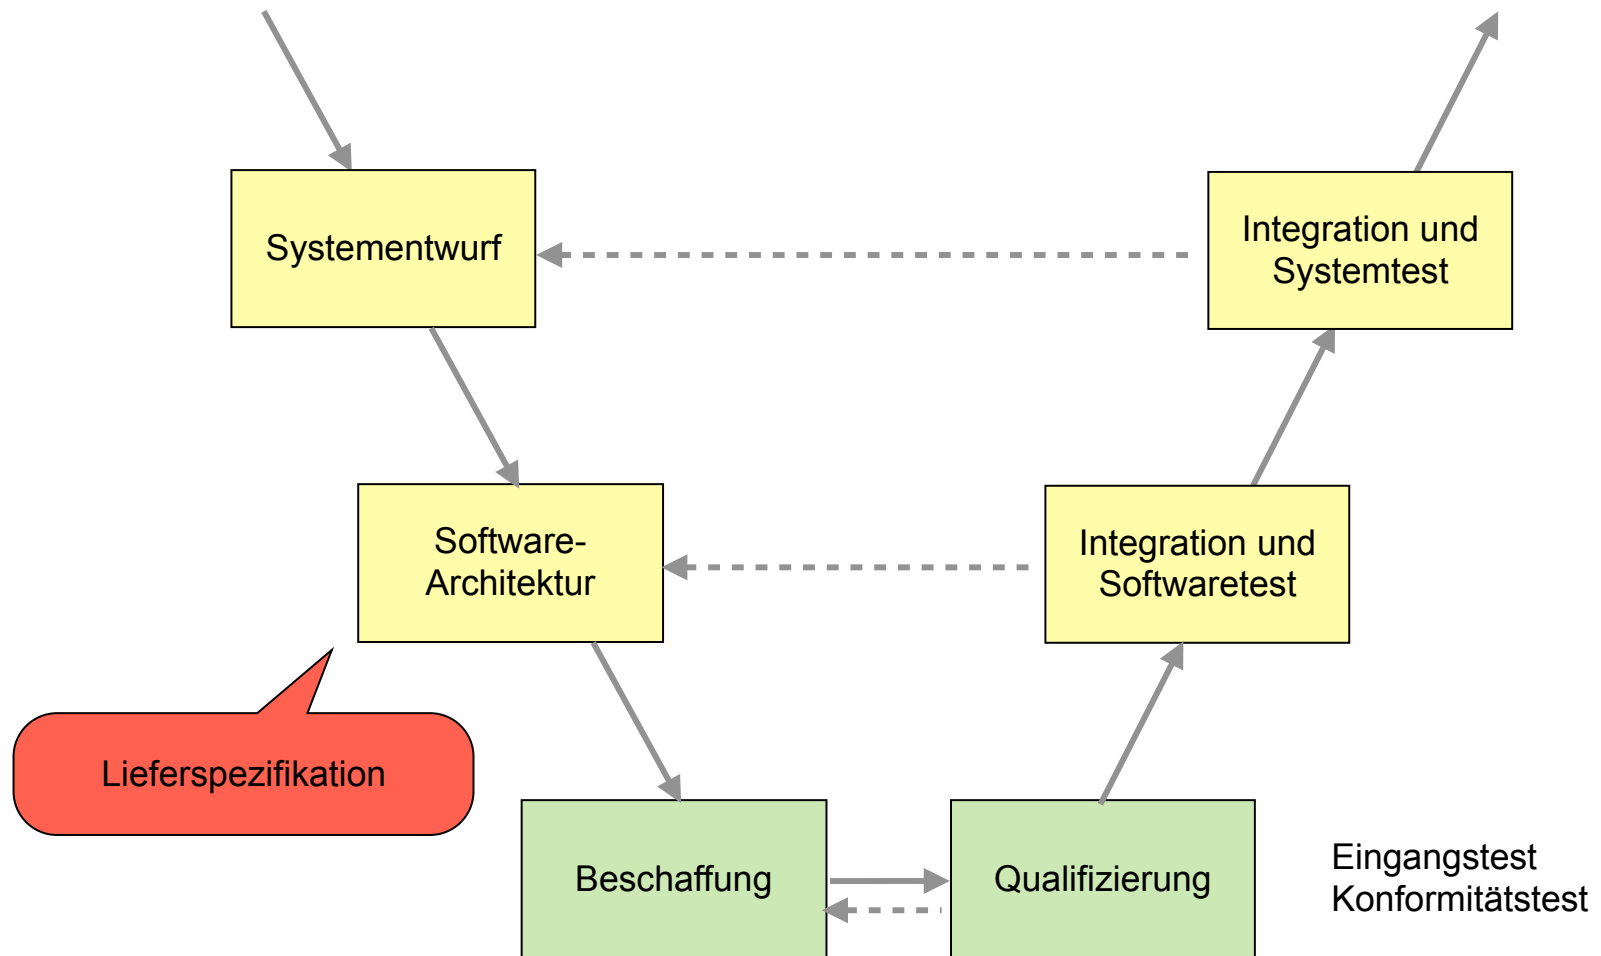 Systementwurf
Integration und
Systemtest
Software-
Architektur
Integration und
Softwaretest
Lieferspezifikation
Beschaffung
Qualifizierung
Eingangstest
Konformitätstest